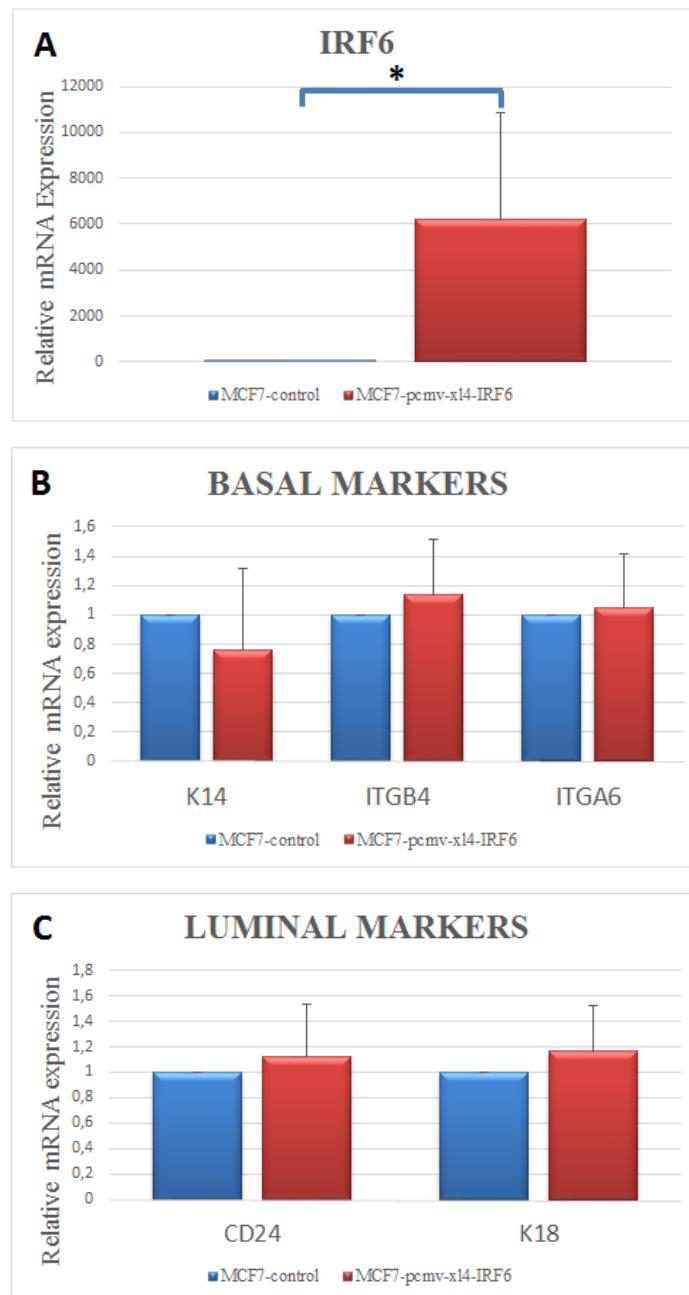 A
IRF6
*
Relative mRNA Expression
12000
10000
8000
6000
4000
2000
0
MCF7-control MCF7-pcmv-xl4-IRF6
B
BASAL MARKERS
Relative mRNA expression
1,6
1,4
1,2
1
0,8
0,6
0,4
0,2
0
K14 ITGB4 ITGA6
MCF7-control MCF7-pcmv-xl4-IRF6
C
LUMINAL MARKERS
Relative mRNA expression
1,8
1,6
1,4
1,2
1
0,8
0,6
0,4
0,2
0
CD24 K18
MCF7-control MCF7-pcmv-xl4-IRF6